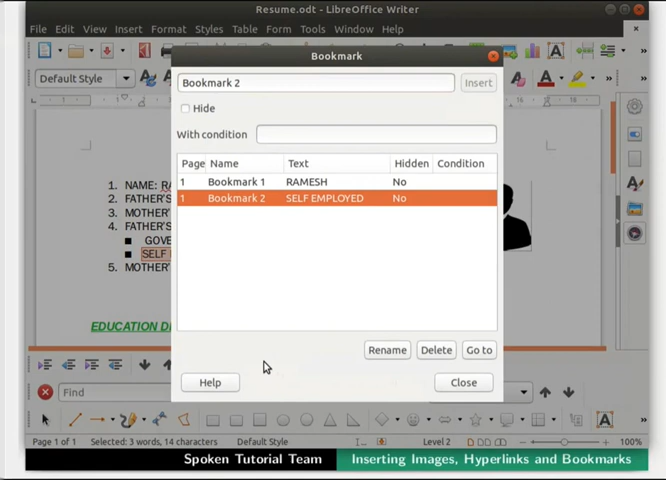 Resume.odt - LibreOffice Writer
File Edit View Insert Format Styles Table Form Tools Window Help
Bookmark
Default Style
Bookmark 2
Insert
Hide
With condition
Page Name Text Hidden Condition
1 Bookmark 1 RAMESH No
1 Bookmark 2 SELF EMPLOYED No
1. NAME:
2. FATHER'S
3. MOTHER'
4. FATHER'S
GOVE
SELF
5. MOTHER'
EDUCATION
Rename Delete Go to
Help Close
Find
Page 1 of 1 Selected: 3 words, 14 characters Default Style Level 2 100%
Spoken Tutorial Team Inserting Images, Hyperlinks and Bookmarks